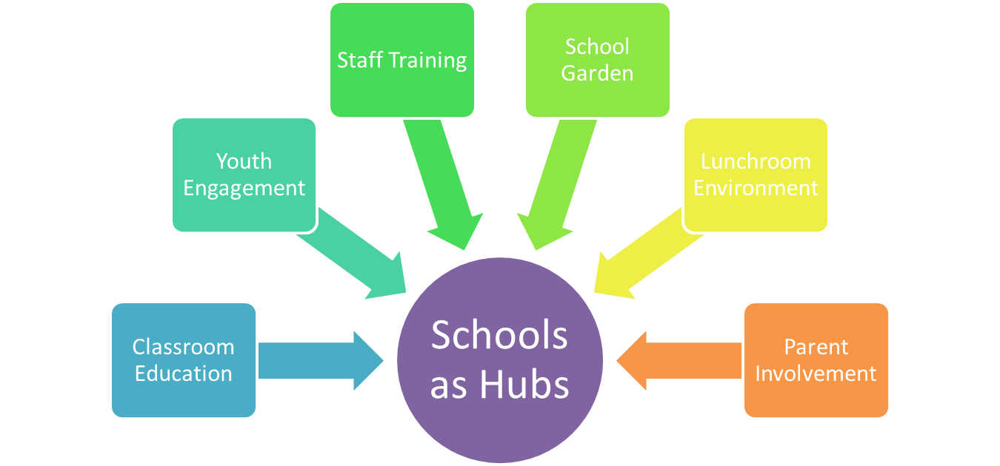 Staff Training
School
Garden
Youth
Engagement
Lunchroom
Environment
Classroom
Education
Schools
as Hubs
Parent
Involvement